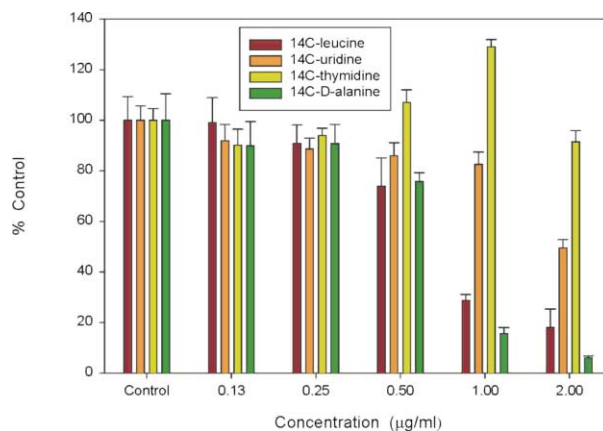 140
120
100
80
60
40
20
0
% Control
14C-leucine
14C-uridine
14C-thymidine
14C-D-alanine
Control 0.13 0.25 0.50 1.00 2.00
Concentration (μg/ml)